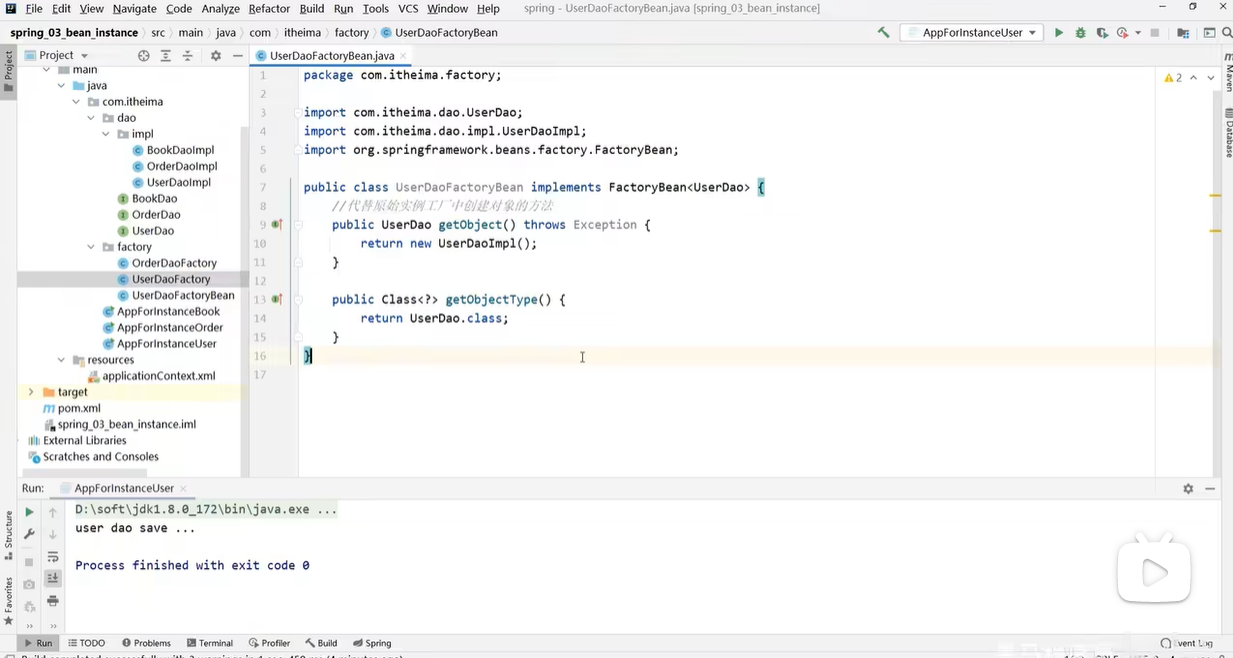 File Edit View Navigate Code Analyze Refactor Build Run Tools VCS Window Help spring - UserDaoFactoryBean.java [spring_03_bean_instance]
spring_03_bean_instance src main java com itheima factory UserDaoFactoryBean AppForInstanceUser
Project
UserDaoFactoryBean.java
main
java
com.itheima
dao
impl
BookDaoImpl
OrderDaoImpl
UserDaoImpl
BookDao
OrderDao
UserDao
factory
OrderDaoFactory
UserDaoFactory
UserDaoFactoryBean
AppForInstanceBook
AppForInstanceOrder
AppForInstanceUser
resources
applicationContext.xml
target
pom.xml
spring_03_bean_instance.iml
External Libraries
Scratches and Consoles
1 package com.itheima.factory;
2
3 import com.itheima.dao.UserDao;
4 import com.itheima.dao.impl.UserDaoImpl;
5 import org.springframework.beans.factory.FactoryBean;
6
7 public class UserDaoFactoryBean implements FactoryBean<UserDao> {
8 //代替原始实例工厂中创建对象的方法
9 public UserDao getObject() throws Exception {
10 return new UserDaoImpl();
11 }
12
13 public Class<?> getObjectType() {
14 return UserDao.class;
15 }
16 }
17
2
Project
Structure
Favorites
Maven
Database
Run: AppForInstanceUser
D:\soft\jdk1.8.0_172\bin\java.exe ...
user dao save ...
Process finished with exit code 0
Run TODO Problems Terminal Profiler Build Spring Event Log